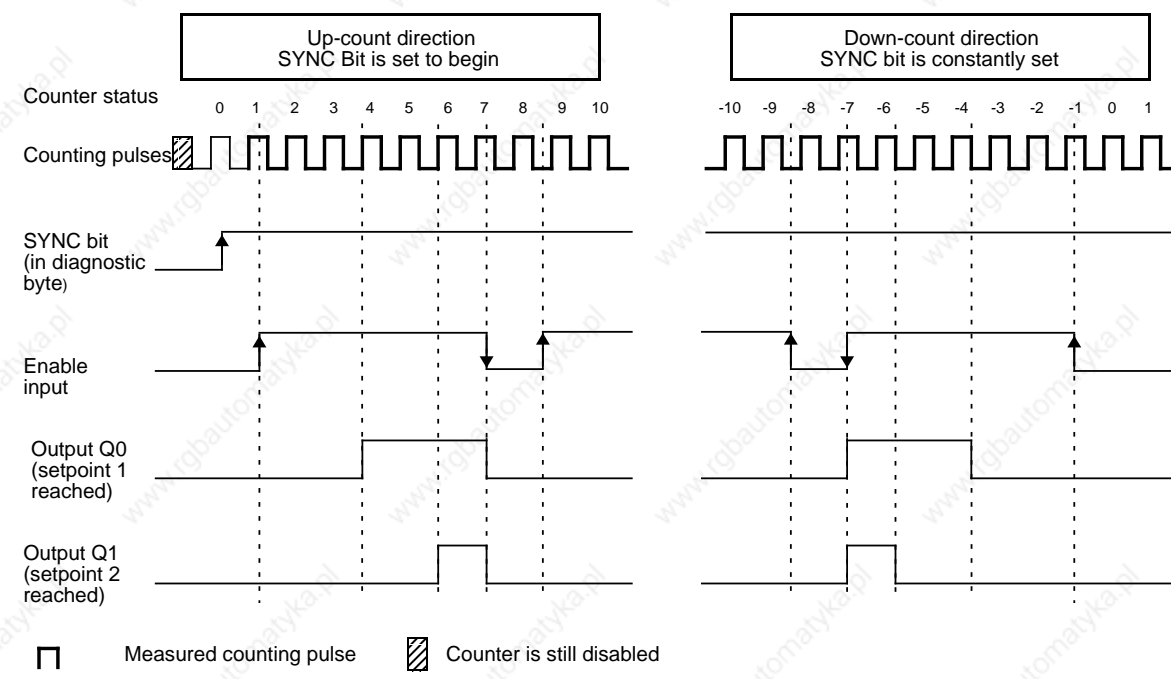 Up-count direction
SYNC Bit is set to begin
Down-count direction
SYNC bit is constantly set
Counter status
0 1 2 3 4 5 6 7 8 9 10
-10 -9 -8 -7 -6 -5 -4 -3 -2 -1 0 1
Counting pulses
SYNC bit
(in diagnostic
byte)
Enable
input
Output Q0
(setpoint 1
reached)
Output Q1
(setpoint 2
reached)
Measured counting pulse
Counter is still disabled
www.rgbautomatyka.pl